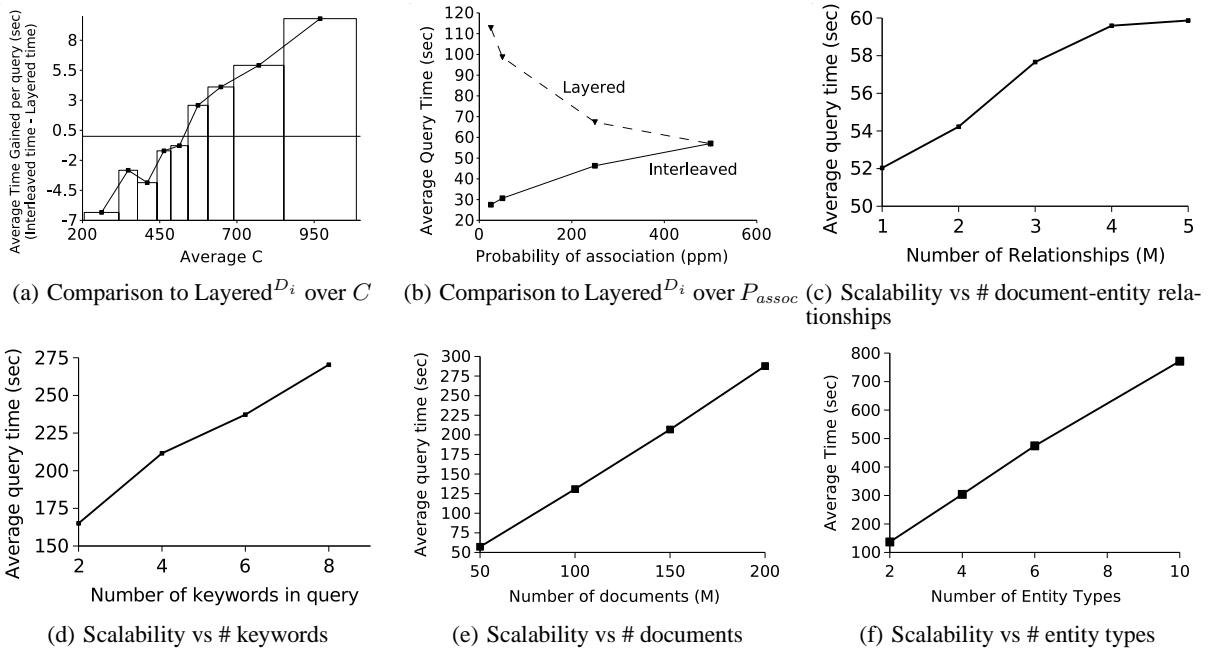 Average Time Gained per query (sec)
(Interleaved time - Layered time)
8
5.5
3
0.5
-2
-4.5
-7
200 450 700 950
Average C
(a) Comparison to Layered^{D_i} over C
Average Query Time (sec)
120
110
100
90
80
70
60
50
40
30
20
Layered
Interleaved
0 200 400 600
Probability of association (ppm)
(b) Comparison to Layered^{D_i} over P_{assoc}
Average query time (sec)
60
58
56
54
52
50
1 2 3 4 5
Number of Relationships (M)
(c) Scalability vs # document-entity rela-
tionships
Average query time (sec)
275
250
225
200
175
150
2 4 6 8
Number of keywords in query
(d) Scalability vs # keywords
Average query time (sec)
300
275
250
225
200
175
150
125
100
75
50
50 100 150 200
Number of documents (M)
(e) Scalability vs # documents
Average Time (sec)
800
700
600
500
400
300
200
100
2 4 6 8 10
Number of Entity Types
(f) Scalability vs # entity types